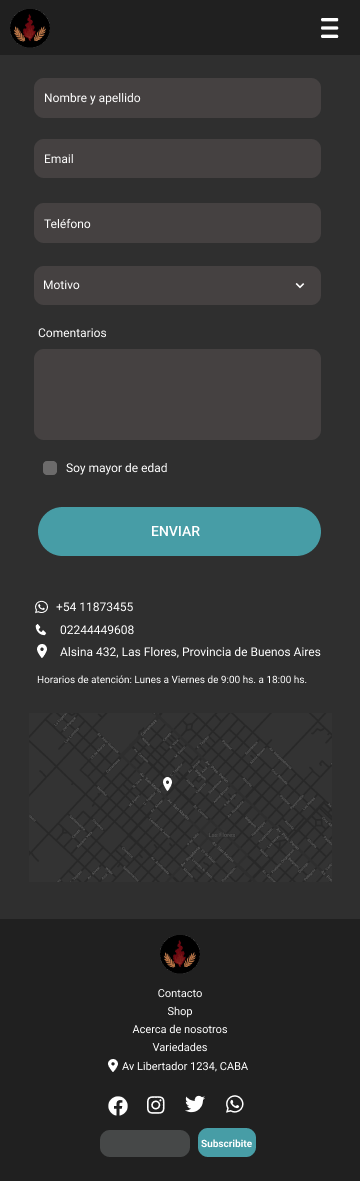 Nombre y apellido
Email
Teléfono
Motivo
Comentarios
Soy mayor de edad
ENVIAR
+54 11873455
02244449608
Alsina 432, Las Flores, Provincia de Buenos Aires
Horarios de atención: Lunes a Viernes de 9:00 hs. a 18:00 hs.
Las Flores
Contacto
Shop
Acerca de nosotros
Variedades
Av Libertador 1234, CABA
Subscribite